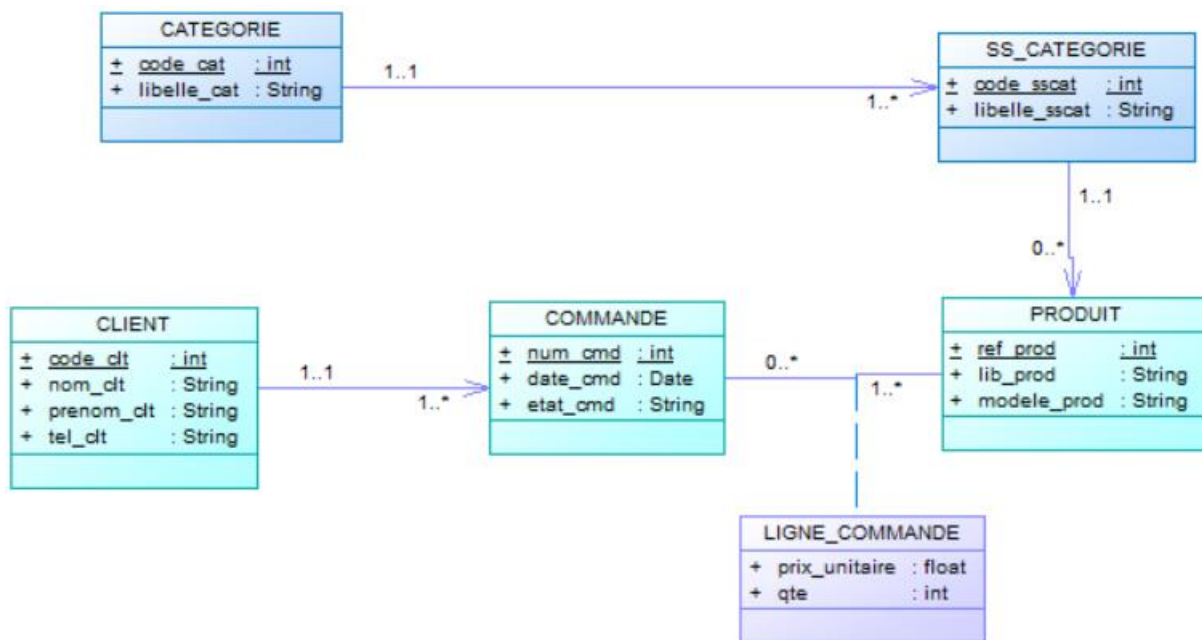 CATEGORIE
+ code_cat : int
+ libelle_cat : String
1..1
1..*
SS_CATEGORIE
+ code_sscat : int
+ libelle_sscat : String
1..1
0..*
CLIENT
+ code_clt : int
+ nom_clt : String
+ prenom_clt : String
+ tel_clt : String
1..1
1..*
COMMANDE
+ num_cmd : int
+ date_cmd : Date
+ etat_cmd : String
0..*
1..*
PRODUIT
+ ref_prod : int
+ lib_prod : String
+ modele_prod : String
LIGNE_COMMANDE
+ prix_unitaire : float
+ qte : int